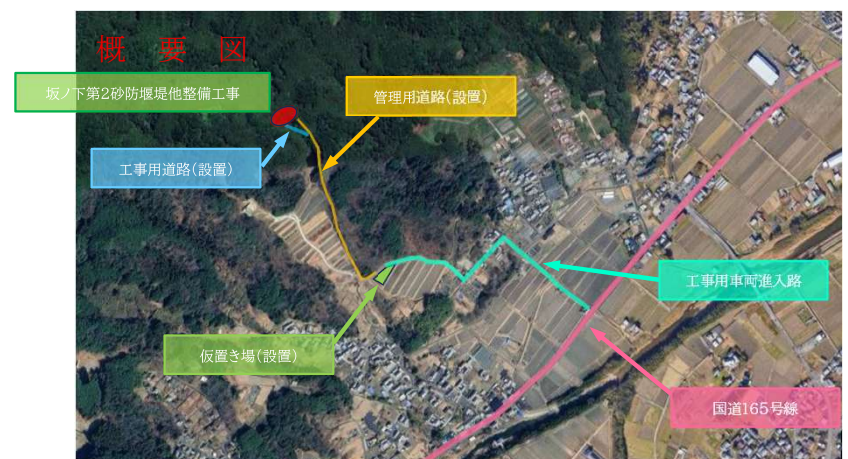 概 要 図
坂ノ下第2砂防堰堤他整備工事
管理用道路(設置)
工事用道路(設置)
工事用車両進入路
仮置き場(設置)
国道165号線